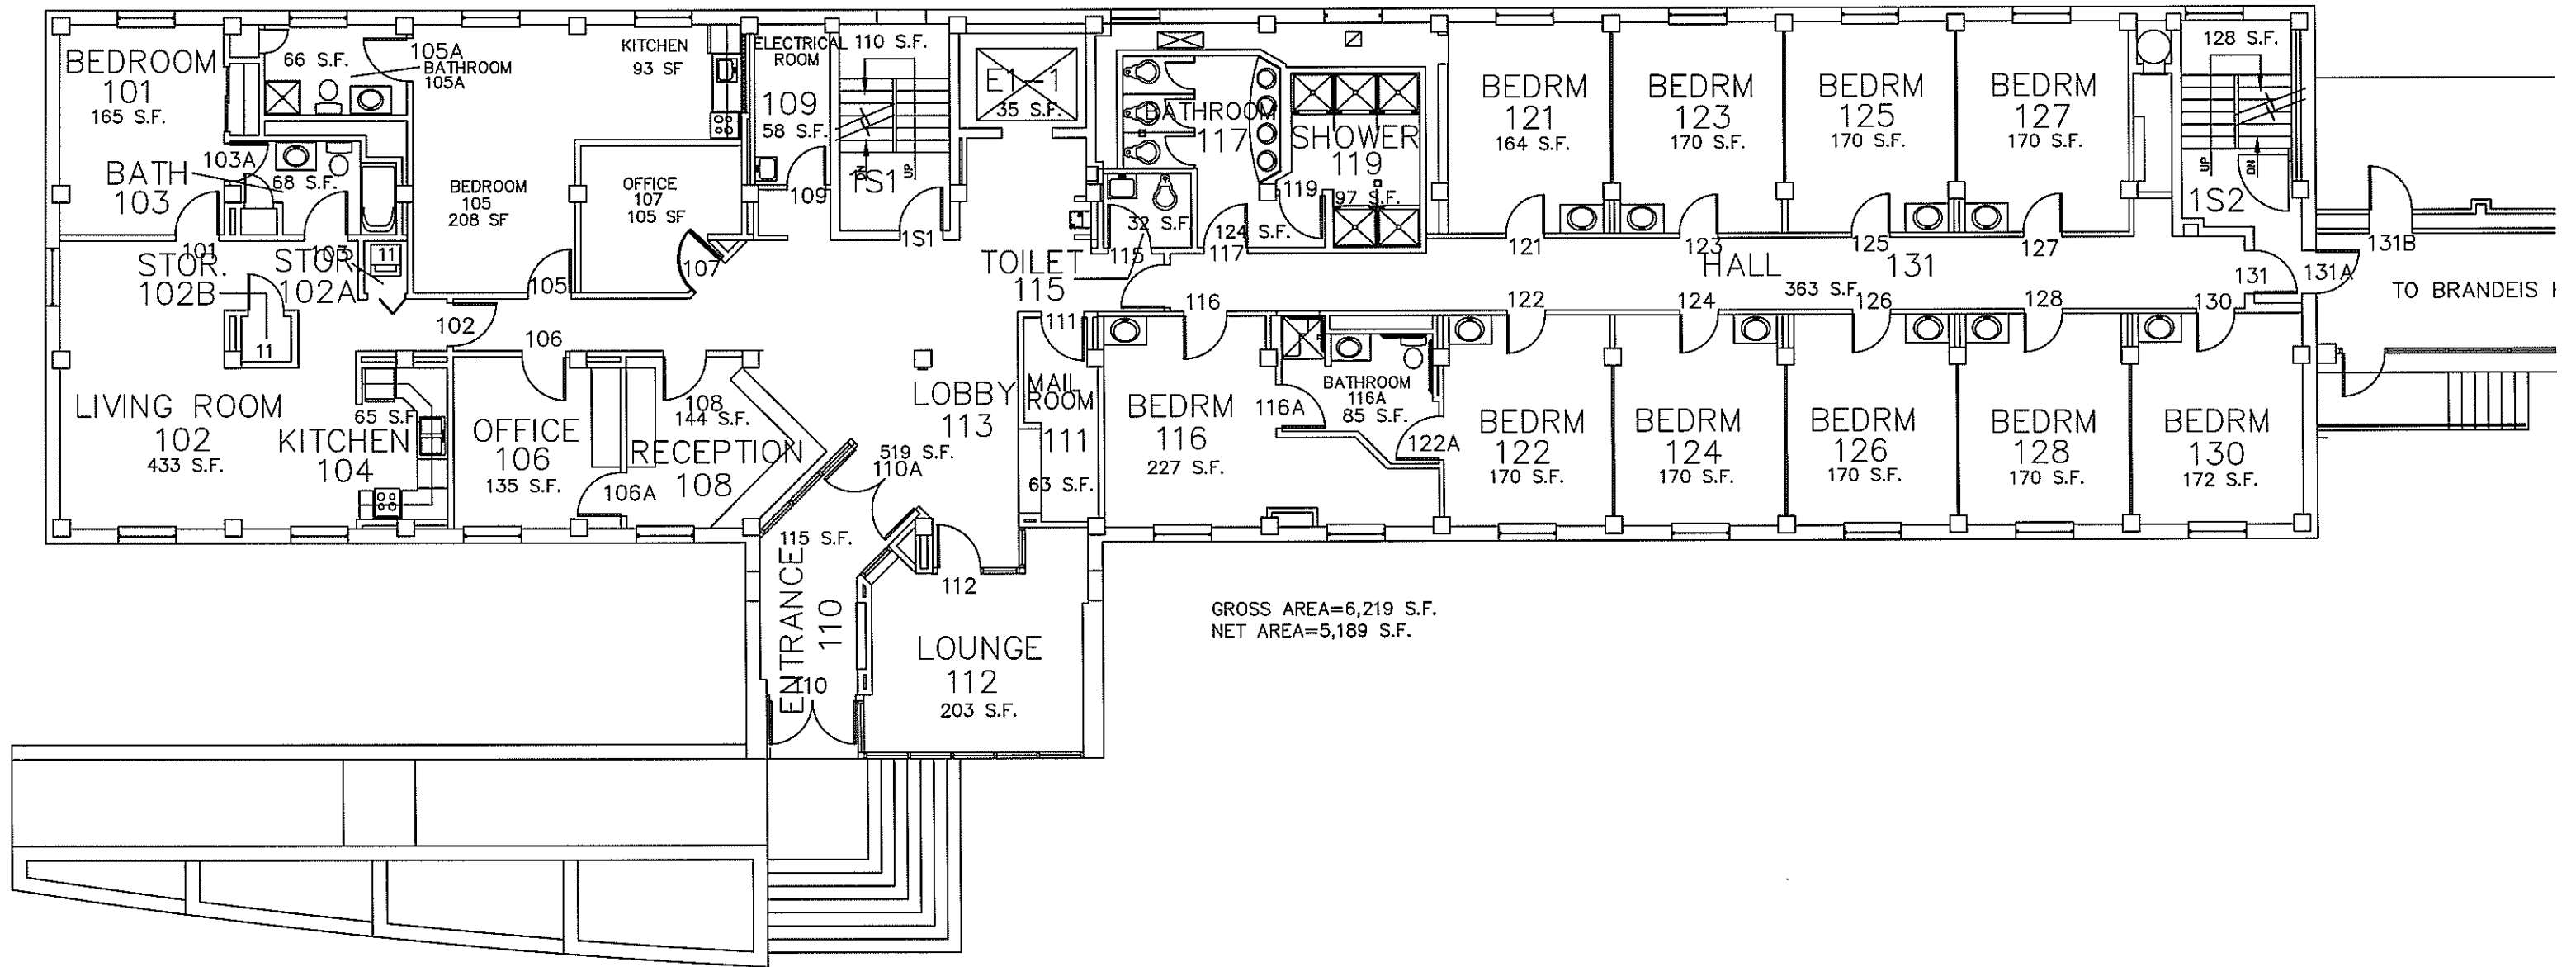 BEDROOM
101
165 S.F.
66 S.F.
105A
BATHROOM
105A
KITCHEN
93 SF
ELECTRICAL
ROOM
109
58 S.F.
109
110 S.F.
1S1
DN
UP
1S1
E1-1
35 S.F.
BATHROOM
117
SHOWER
119
97 S.F.
119
BEDRM
121
164 S.F.
BEDRM
123
170 S.F.
BEDRM
125
170 S.F.
BEDRM
127
170 S.F.
128 S.F.
UP
DN
1S2
103A
BATH
103
68 S.F.
BEDROOM
105
208 SF
OFFICE
107
105 SF
32 S.F.
124 S.F.
101
103
STOR.
102B
STOR.
102A
11
11
105
107
TOILET
115
115
117
121
123
125
127
HALL
131
363 S.F.
131
131A
131B
TO BRANDEIS H
102
106
108
111
116
122
124
126
128
130
LIVING ROOM
102
433 S.F.
65 S.F.
KITCHEN
104
OFFICE
106
135 S.F.
106A
144 S.F.
RECEPTION
108
LOBBY
113
519 S.F.
110A
MAIL
ROOM
111
63 S.F.
BEDRM
116
227 S.F.
116A
BATHROOM
116A
85 S.F.
122A
BEDRM
122
170 S.F.
BEDRM
124
170 S.F.
BEDRM
126
170 S.F.
BEDRM
128
170 S.F.
BEDRM
130
172 S.F.
115 S.F.
ENTRANCE
110
110
112
LOUNGE
112
203 S.F.
GROSS AREA=6,219 S.F.
NET AREA=5,189 S.F.